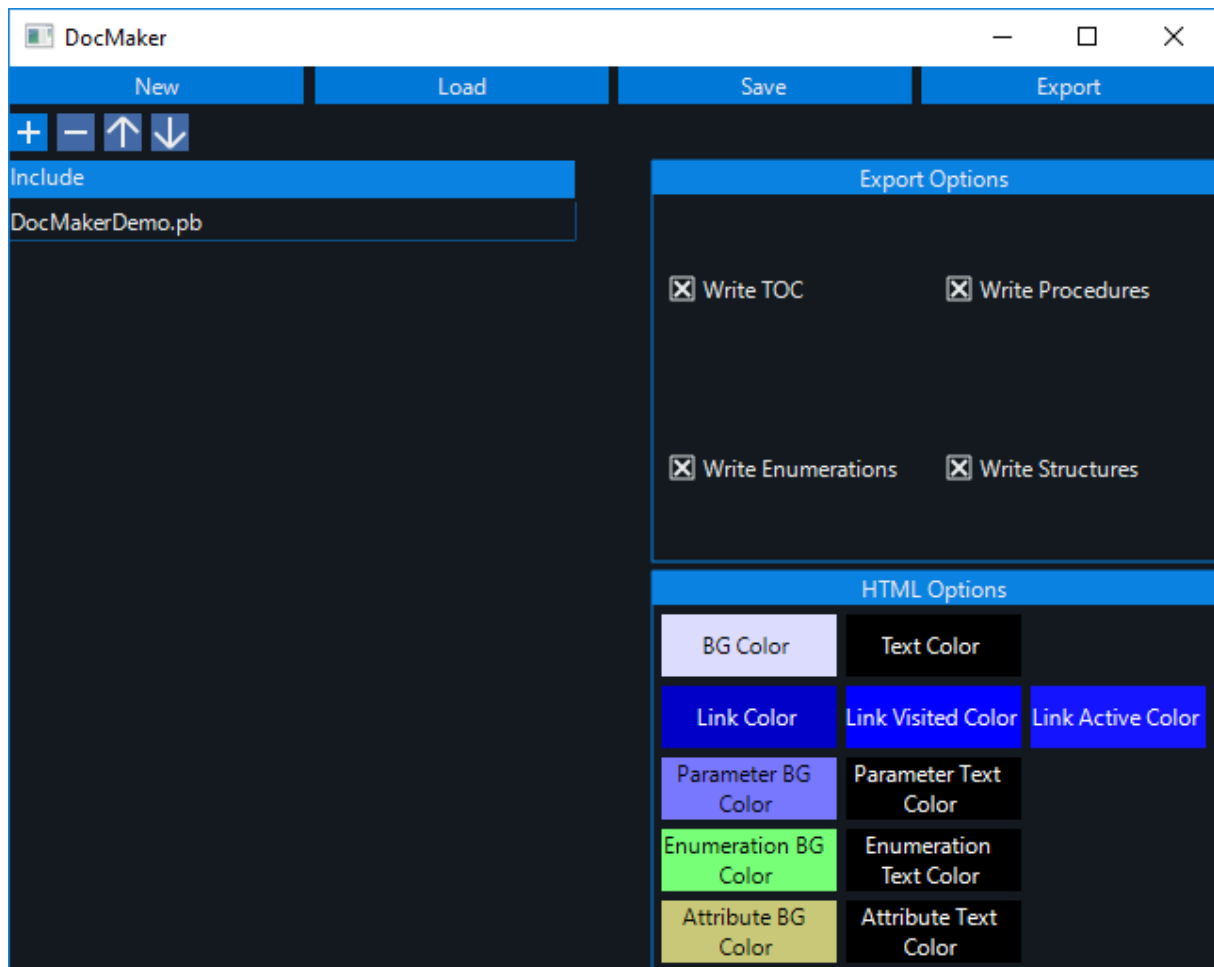 DocMaker
New
Load
Save
Export
Include
DocMakerDemo.pb
Export Options
Write TOC
Write Procedures
Write Enumerations
Write Structures
HTML Options
BG Color
Text Color
Link Color
Link Visited Color
Link Active Color
Parameter BG
Color
Parameter Text
Color
Enumeration BG
Color
Enumeration
Text Color
Attribute BG
Color
Attribute Text
Color